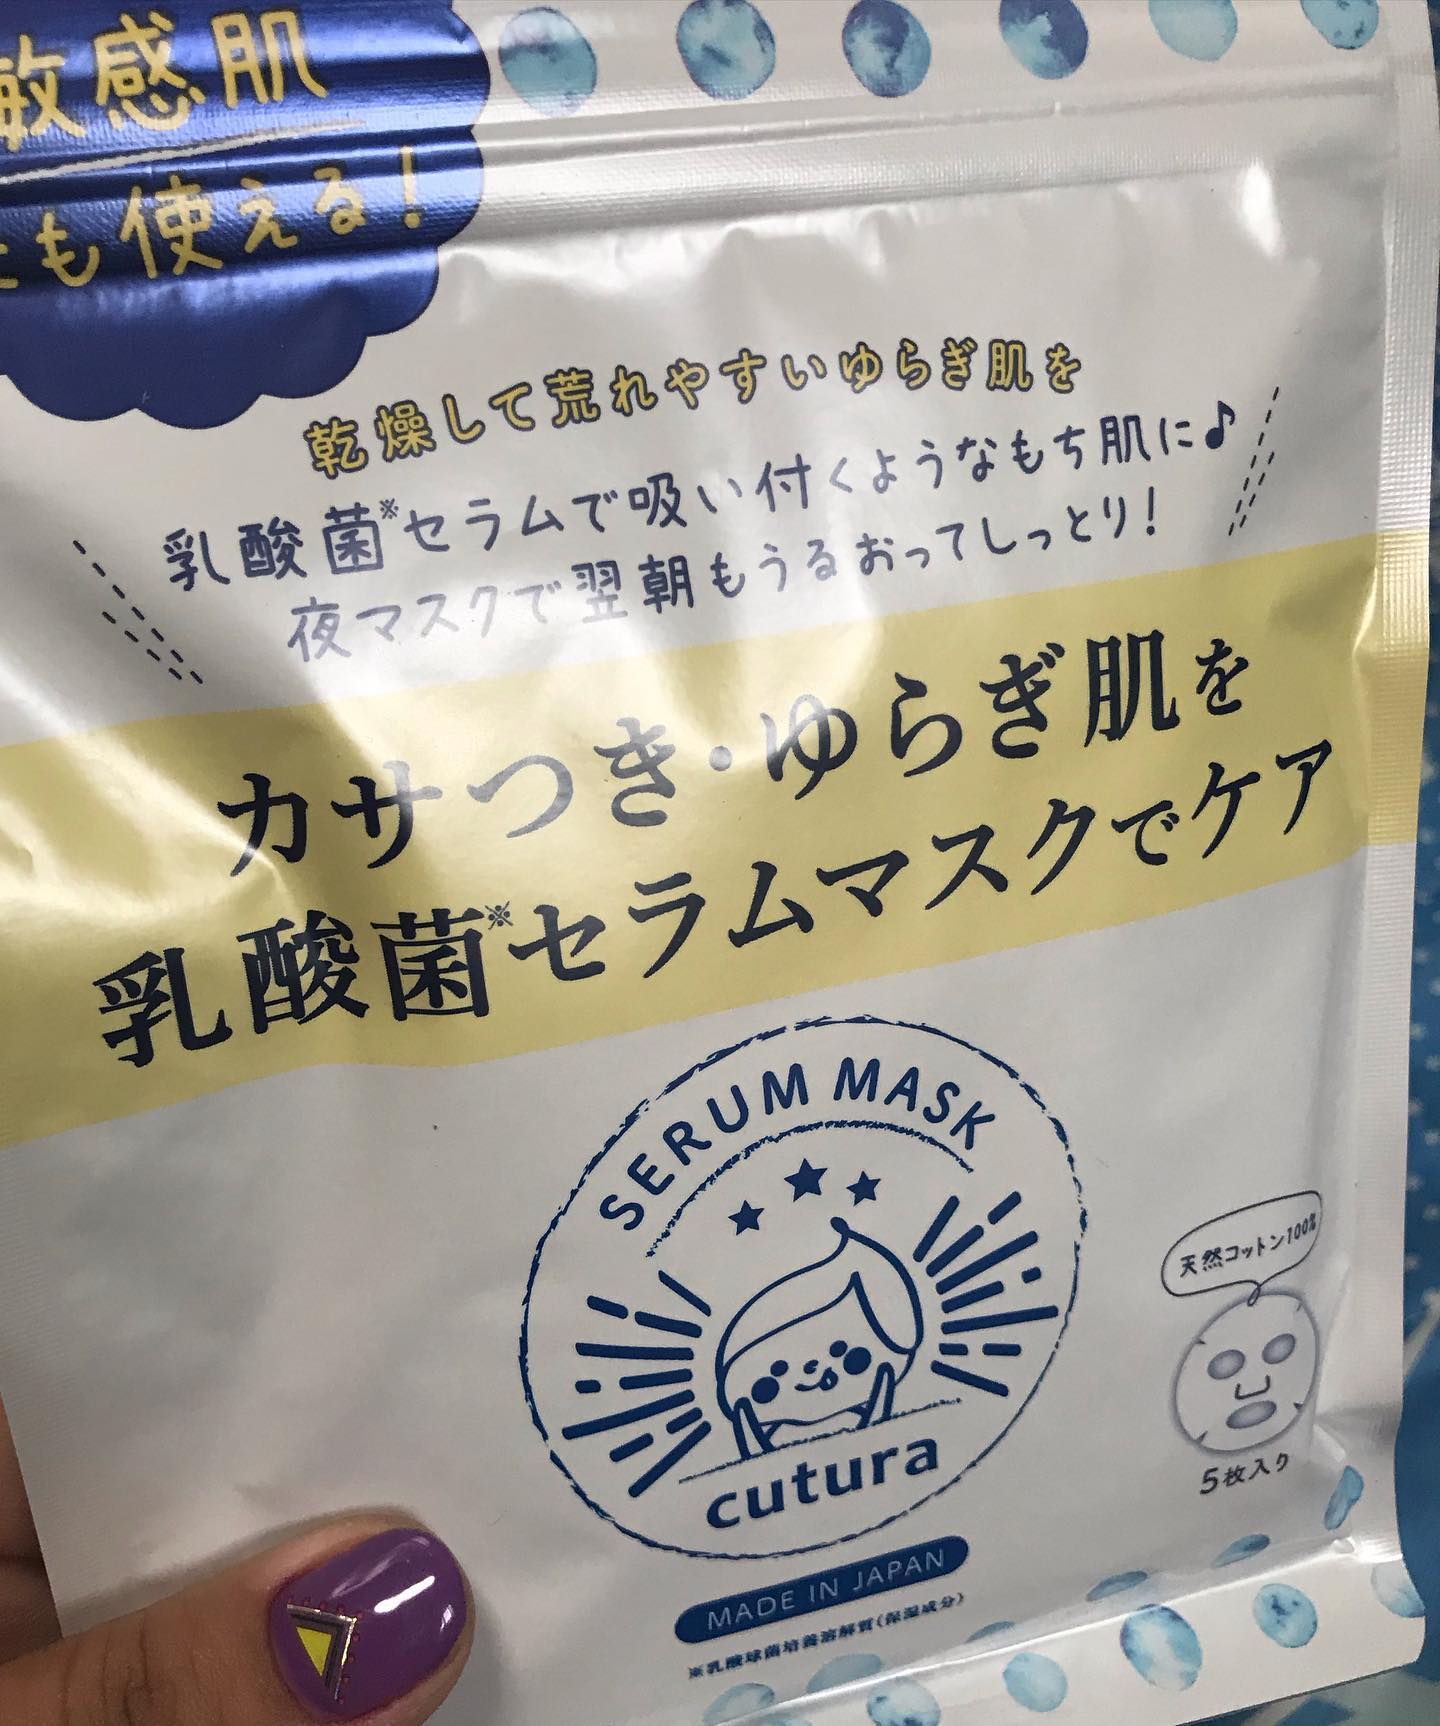 敏感肌
も使える!
乾燥して荒れやすいゆらぎ肌を
乳酸菌※セラムで吸い付くようなもち肌に♪
夜マスクで翌朝もうるおってしっとり!
カサつき・ゆらぎ肌を
乳酸菌※セラムマスクでケア
SERUM MASK
cutura
天然コットン100%
5枚入り
MADE IN JAPAN
※乳酸球菌培養溶解質(保湿成分)